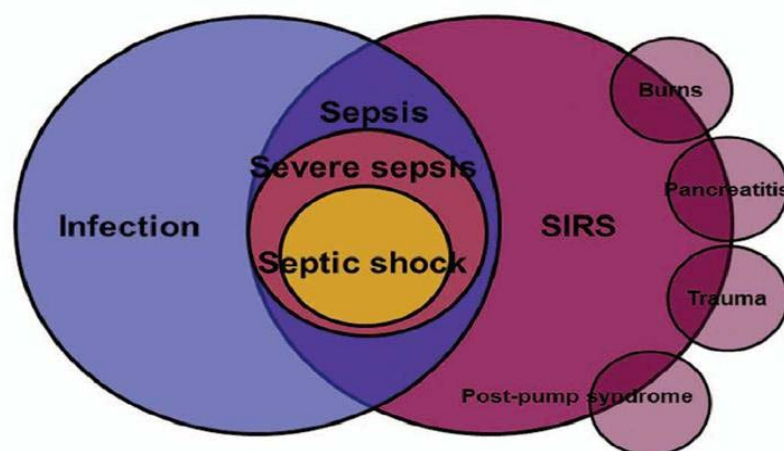 Sepsis
Severe sepsis
Infection
Septic shock
SIRS
Burns
Pancreatitis
Trauma
Post-pump syndrome